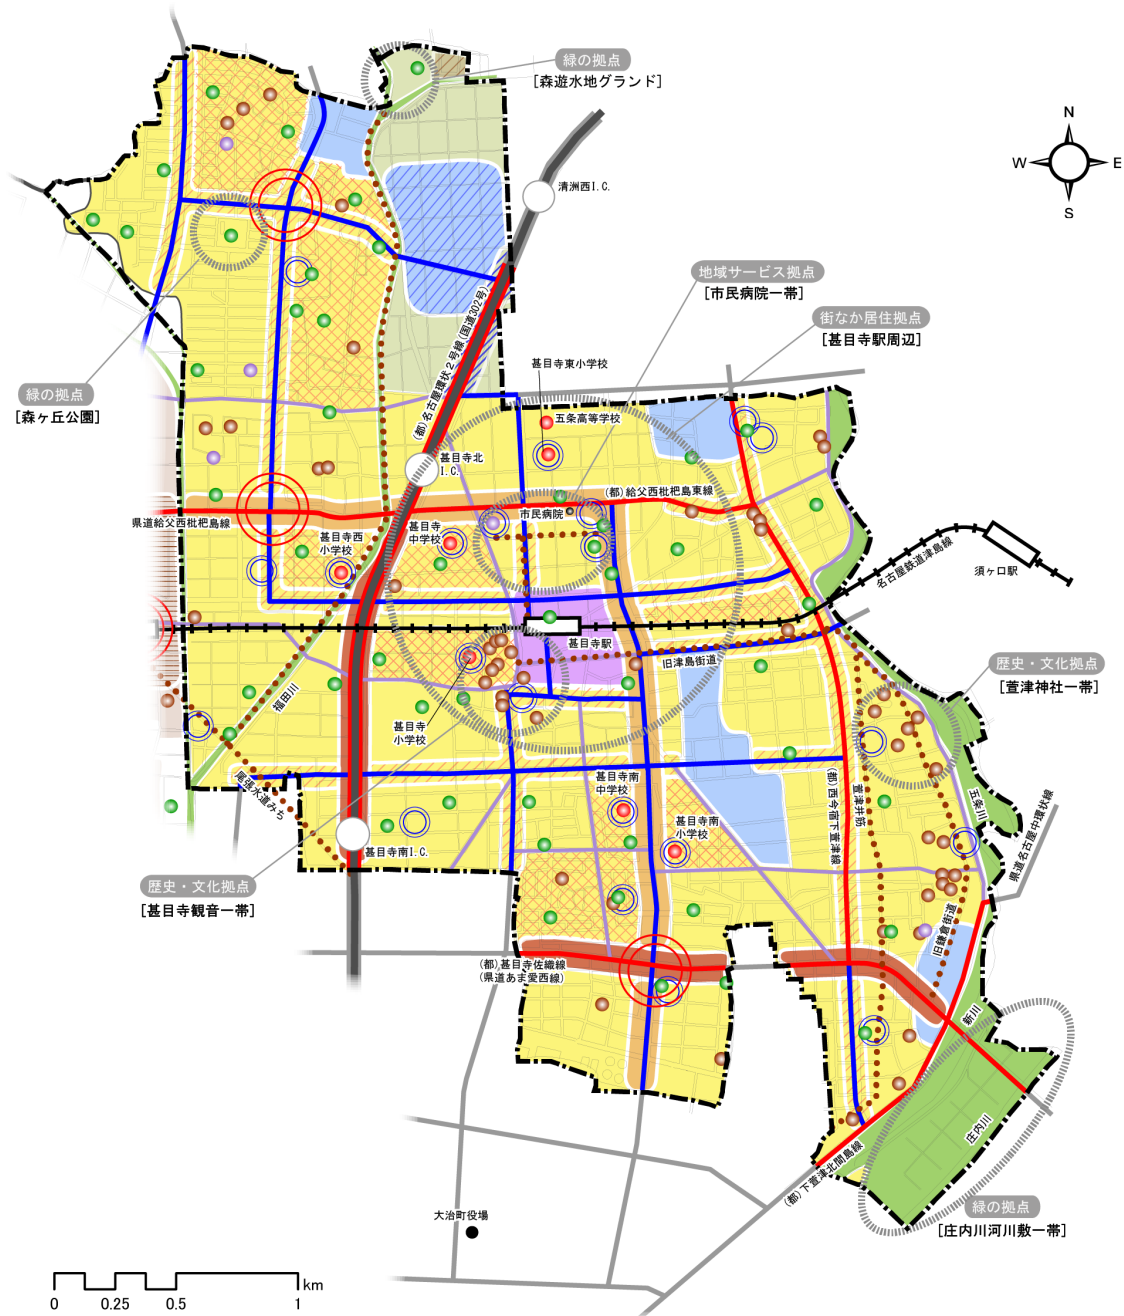 緑の拠点
[森遊水地グランド]
N
W
E
S
清洲西I.C.
地域サービス拠点
[市民病院一帯]
街なか居住拠点
[甚目寺駅周辺]
(都)名古屋環状2号線(国道302号)
甚目寺東小学校
緑の拠点
[森ヶ丘公園]
五条高等学校
甚目寺北
I.C.
(都)給父西枇杷島東線
市民病院
県道給父西枇杷島線
甚目寺
中学校
甚目寺西
小学校
名古屋鉄道津島線
須ヶ口駅
甚目寺駅
旧津島街道
歴史・文化拠点
[萱津神社一帯]
福田川
甚目寺
小学校
尾張水道みち
甚目寺南
中学校
甚目寺南
小学校
(都)西今宿下萱津線
萱津井筋
五条川
県道名古屋中環状線
甚目寺南I.C.
歴史・文化拠点
[甚目寺観音一帯]
旧鎌倉街道
(都)甚目寺佐織線
(県道あま愛西線)
新川
庄内川
(都)下萱津北間島線
緑の拠点
[庄内川河川敷一帯]
大治町役場
km
0
0.25
0.5
1